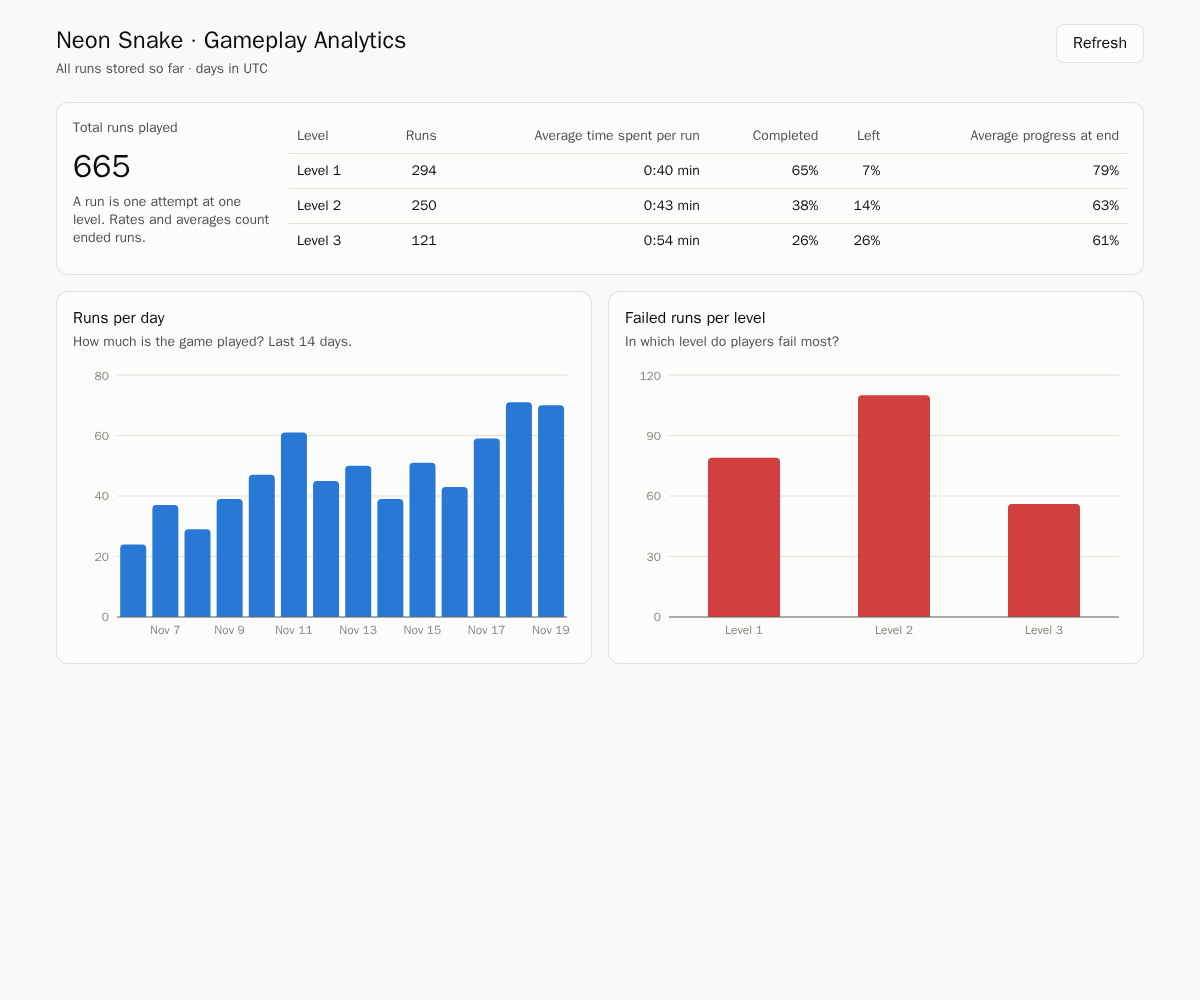 Neon Snake · Gameplay Analytics
All runs stored so far · days in UTC
Refresh
Total runs played
665
A run is one attempt at one
level. Rates and averages count
ended runs.
Level Runs Average time spent per run Completed Left Average progress at end
Level 1 294 0:40 min 65% 7% 79%
Level 2 250 0:43 min 38% 14% 63%
Level 3 121 0:54 min 26% 26% 61%
Runs per day
How much is the game played? Last 14 days.
80
60
40
20
0
Nov 7 Nov 9 Nov 11 Nov 13 Nov 15 Nov 17 Nov 19
Failed runs per level
In which level do players fail most?
120
90
60
30
0
Level 1 Level 2 Level 3